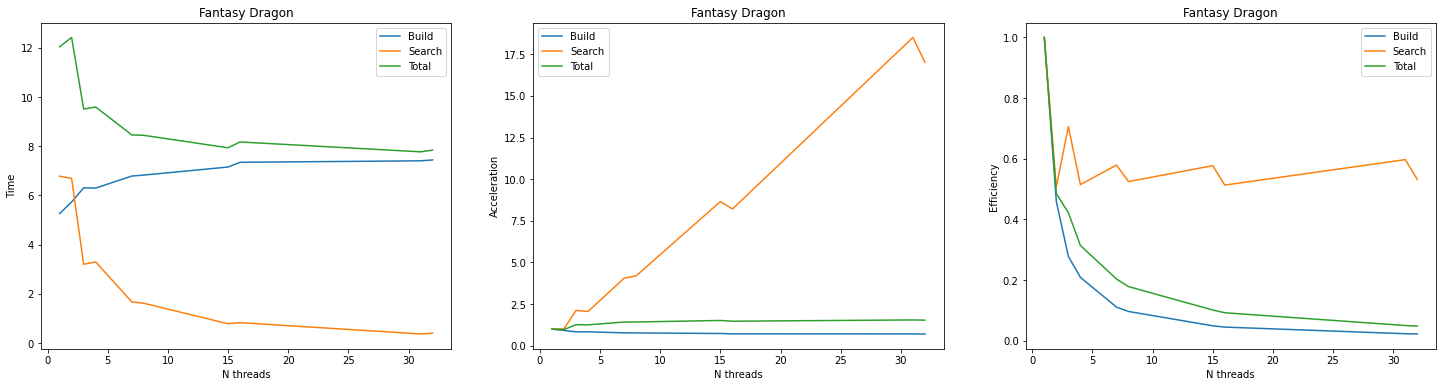 Fantasy Dragon
Time
12
10
8
6
4
2
0
Build
Search
Total
0 5 10 15 20 25 30
N threads
Fantasy Dragon
Acceleration
17.5
15.0
12.5
10.0
7.5
5.0
2.5
0.0
Build
Search
Total
0 5 10 15 20 25 30
N threads
Fantasy Dragon
Efficiency
1.0
0.8
0.6
0.4
0.2
0.0
Build
Search
Total
0 5 10 15 20 25 30
N threads